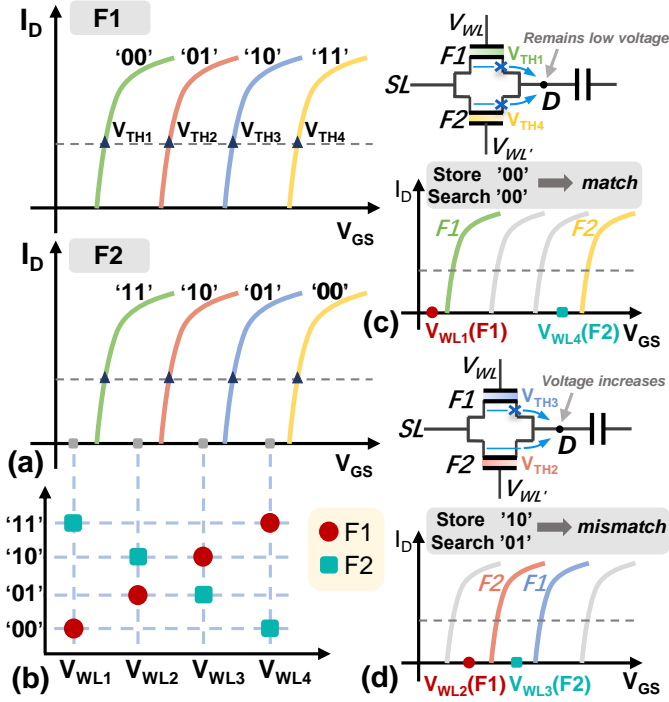 F1
I_D
'00' '01' '10' '11'
V_TH1 V_TH2 V_TH3 V_TH4
V_GS
F2
I_D
'11' '10' '01' '00'
V_GS
(a)
'11'
'10'
'01'
'00'
F1
F2
V_WL1 V_WL2 V_WL3 V_WL4
(b)
V_WL
Remains low voltage
F1 V_TH1
SL D
F2 V_TH4
V_WL'
Store '00'
Search '00' match
I_D
F1 F2
(c)
V_WL1(F1) V_WL4(F2) V_GS
V_WL
Voltage increases
F1 V_TH3
SL D
F2 V_TH2
V_WL'
Store '10'
Search '01' mismatch
I_D
F2 F1
(d)
V_WL2(F1) V_WL3(F2) V_GS